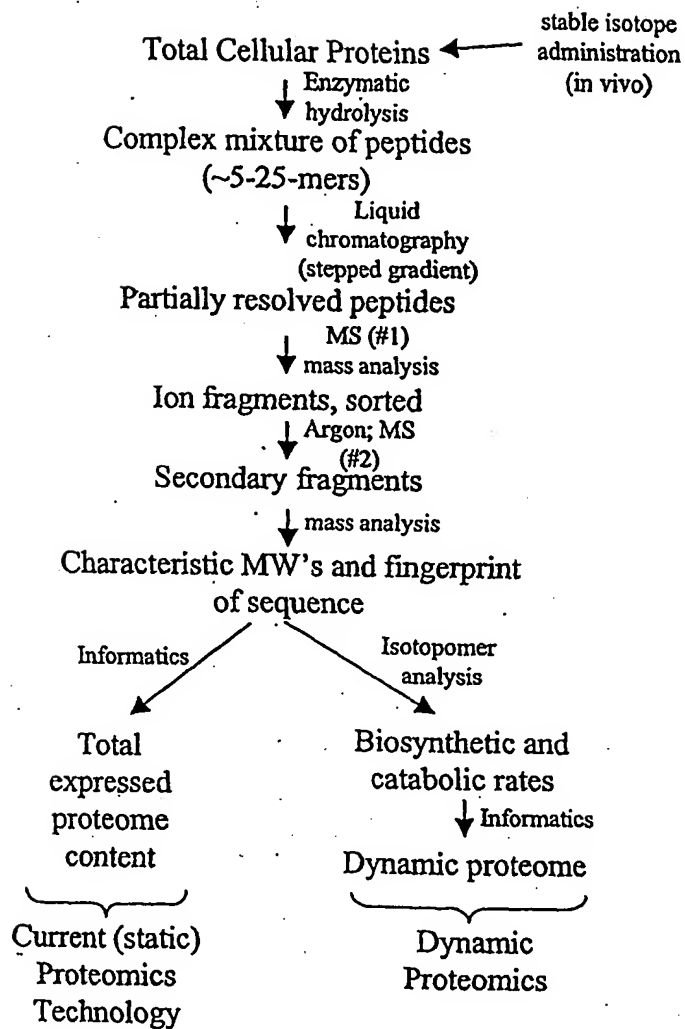 stable isotope
administration
(in vivo)
Total Cellular Proteins
Enzymatic
hydrolysis
Complex mixture of peptides
(~5-25-mers)
Liquid
chromatography
(stepped gradient)
Partially resolved peptides
MS (#1)
mass analysis
Ion fragments, sorted
Argon; MS
(#2)
Secondary fragments
mass analysis
Characteristic MW's and fingerprint
of sequence
Informatics
Isotopomer
analysis
Total
expressed
proteome
content
Current (static)
Proteomics
Technology
Biosynthetic and
catabolic rates
Informatics
Dynamic proteome
Dynamic
Proteomics